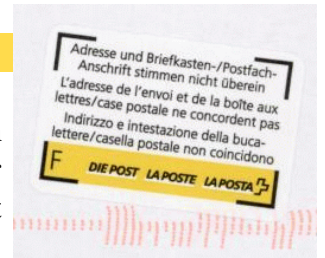 Adresse und Briefkasten-/Postfach-
Anschrift stimmen nicht überein
L'adresse de l'envoi et de la boîte aux
lettres/case postale ne concordent pas
Indirizzo e intestazione della buca-
lettere/casella postale non coincidono
F DIE POST LA POSTE LA POSTA